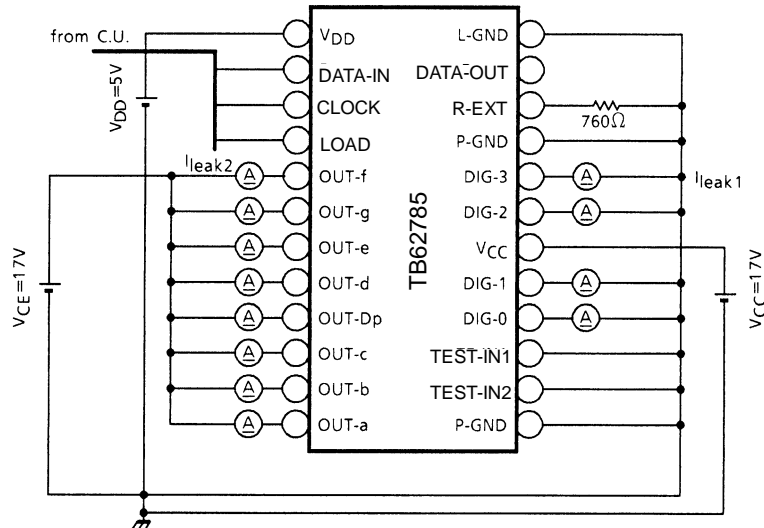 from C.U.
VDD=5V
VCE=17V
Ileak2
A
A
A
A
A
A
A
A
VDD
DATA-IN
CLOCK
LOAD
OUT-f
OUT-g
OUT-e
OUT-d
OUT-Dp
OUT-c
OUT-b
OUT-a
TB62785
L-GND
DATA-OUT
R-EXT
P-GND
DIG-3
DIG-2
VCC
DIG-1
DIG-0
TEST-IN1
TEST-IN2
P-GND
760Ω
A
A
A
A
Ileak1
VCC=17V